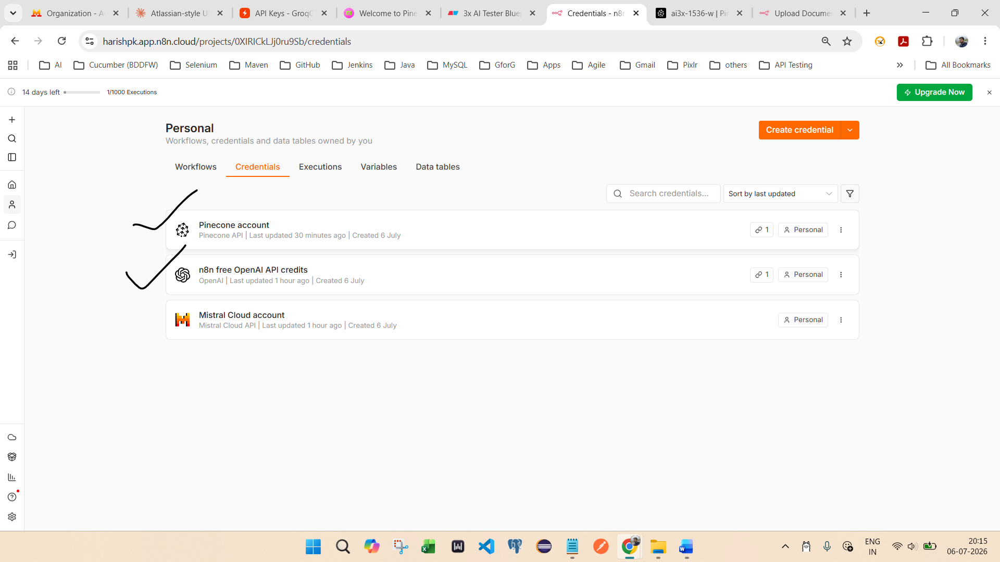 Organization - A
Atlassian-style U
API Keys - GroqC
Welcome to Pine
3x AI Tester Blue
Credentials - n8n
ai3x-1536-w | Pin
Upload Docume
harishpk.app.n8n.cloud/projects/0XIRICkLJj0ru9Sb/credentials
AI
Cucumber (BDDFW)
Selenium
Maven
GitHub
Jenkins
Java
MySQL
GforG
Apps
Agile
Gmail
Pixlr
others
API Testing
All Bookmarks
14 days left
1/1000 Executions
Upgrade Now
Personal
Workflows, credentials and data tables owned by you
Create credential
Workflows
Credentials
Executions
Variables
Data tables
Search credentials...
Sort by last updated
Pinecone account
Pinecone API | Last updated 30 minutes ago | Created 6 July
1
Personal
n8n free OpenAI API credits
OpenAI | Last updated 1 hour ago | Created 6 July
1
Personal
Mistral Cloud account
Mistral Cloud API | Last updated 1 hour ago | Created 6 July
Personal
ENG
IN
20:15
06-07-2026